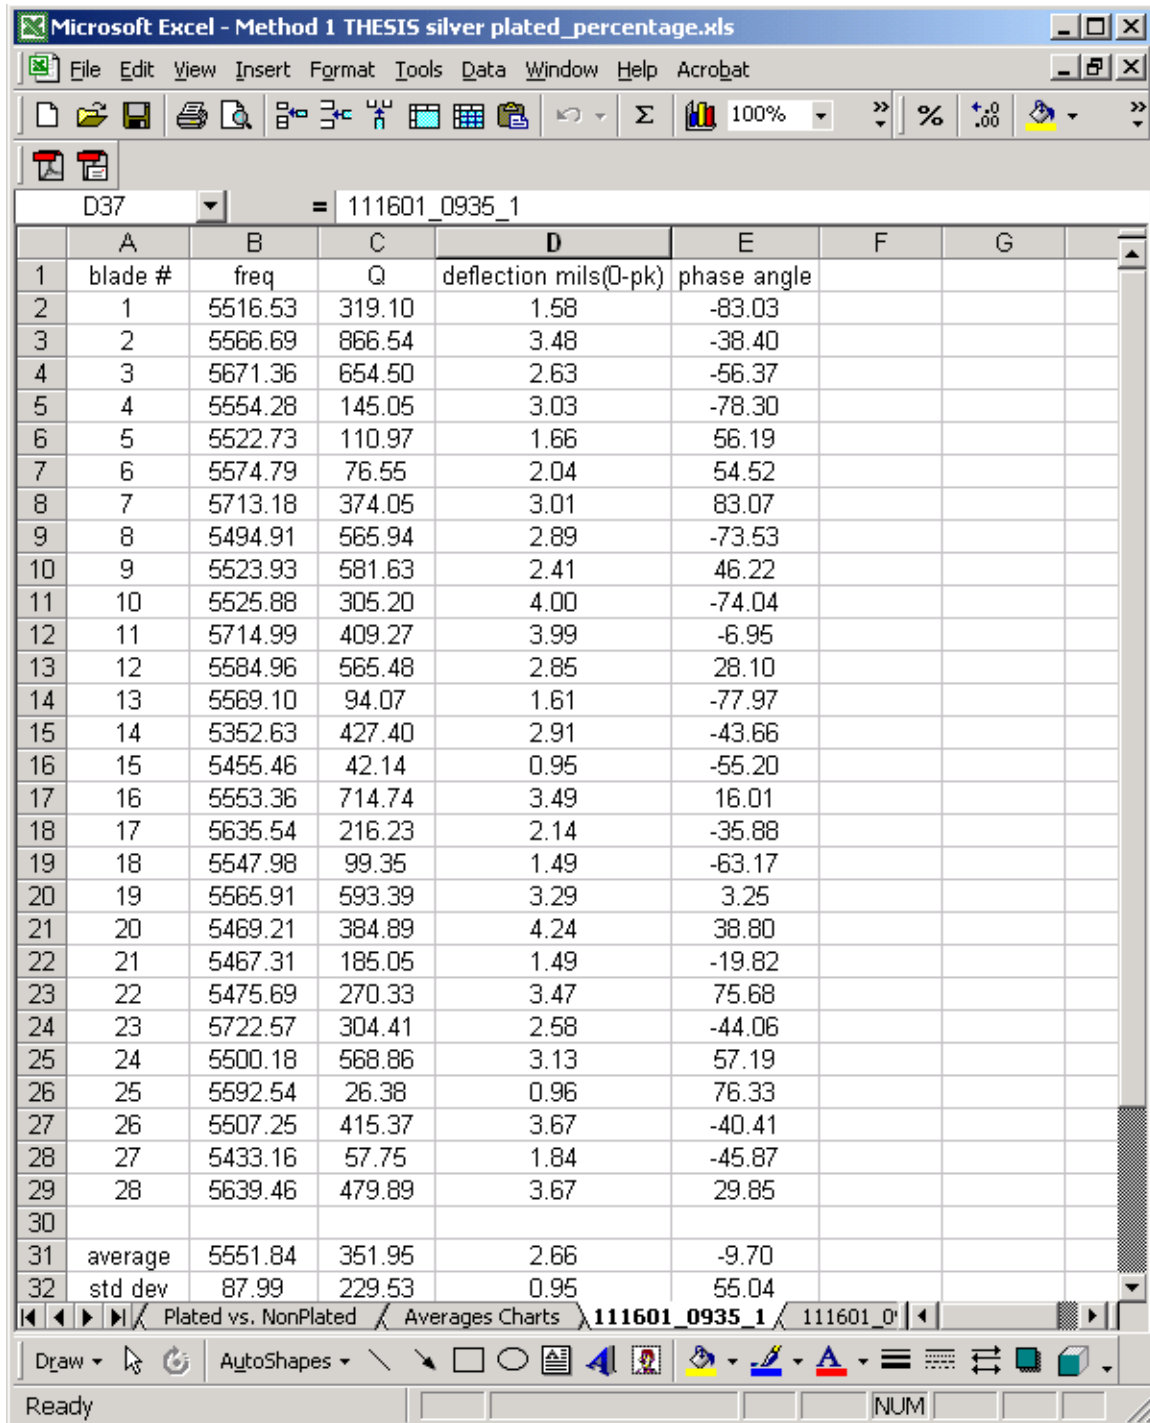 Microsoft Excel - Method 1 THESIS silver plated_percentage.xls
File Edit View Insert Format Tools Data Window Help Acrobat
Σ 100% » % ←.0 .00 »
D37 = 111601_0935_1
A B C D E F G
1 blade # freq Q deflection mils(0-pk) phase angle
2 1 5516.53 319.10 1.58 -83.03
3 2 5566.69 866.54 3.48 -38.40
4 3 5671.36 654.50 2.63 -56.37
5 4 5554.28 145.05 3.03 -78.30
6 5 5522.73 110.97 1.66 56.19
7 6 5574.79 76.55 2.04 54.52
8 7 5713.18 374.05 3.01 83.07
9 8 5494.91 565.94 2.89 -73.53
10 9 5523.93 581.63 2.41 46.22
11 10 5525.88 305.20 4.00 -74.04
12 11 5714.99 409.27 3.99 -6.95
13 12 5584.96 565.48 2.85 28.10
14 13 5569.10 94.07 1.61 -77.97
15 14 5352.63 427.40 2.91 -43.66
16 15 5455.46 42.14 0.95 -55.20
17 16 5553.36 714.74 3.49 16.01
18 17 5635.54 216.23 2.14 -35.88
19 18 5547.98 99.35 1.49 -63.17
20 19 5565.91 593.39 3.29 3.25
21 20 5469.21 384.89 4.24 38.80
22 21 5467.31 185.05 1.49 -19.82
23 22 5475.69 270.33 3.47 75.68
24 23 5722.57 304.41 2.58 -44.06
25 24 5500.18 568.86 3.13 57.19
26 25 5592.54 26.38 0.96 76.33
27 26 5507.25 415.37 3.67 -40.41
28 27 5433.16 57.75 1.84 -45.87
29 28 5639.46 479.89 3.67 29.85
30
31 average 5551.84 351.95 2.66 -9.70
32 std dev 87.99 229.53 0.95 55.04
Plated vs. NonPlated Averages Charts 111601_0935_1 111601_0
Draw AutoShapes A A
Ready NUM